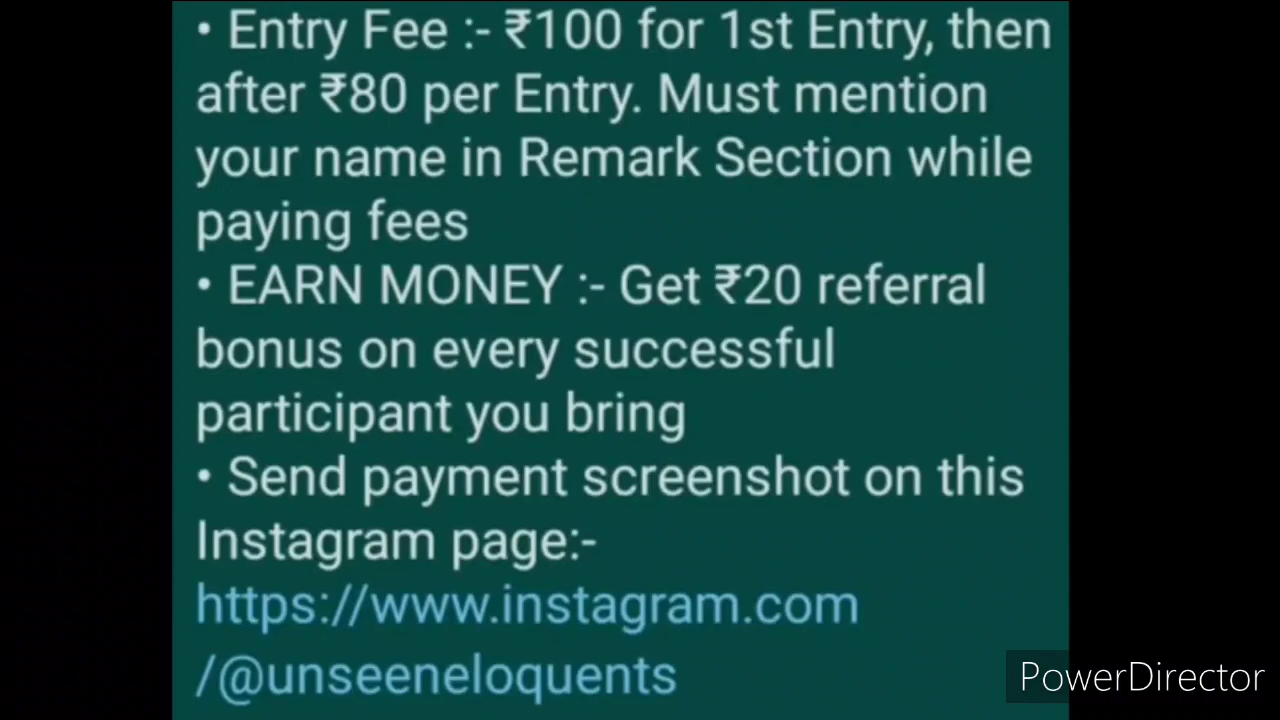 • Entry Fee :- ₹100 for 1st Entry, then
after ₹80 per Entry. Must mention
your name in Remark Section while
paying fees
• EARN MONEY :- Get ₹20 referral
bonus on every successful
participant you bring
• Send payment screenshot on this
Instagram page:-
https://www.instagram.com
/@unseeneloquents
PowerDirector